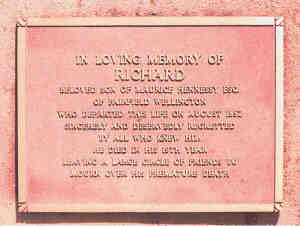 IN LOVING MEMORY OF
RICHARD
BELOVED SON OF MAURICE HENNESSY ESQ.
OF FAIRFIELD WELLINGTON
WHO DEPARTED THIS LIFE ON AUGUST 1852
SINCERELY AND DESERVEDLY REGRETTED
BY ALL WHO KNEW HIM.
HE DIED IN HIS 19TH YEAR
LEAVING A LARGE CIRCLE OF FRIENDS TO
MOURN OVER HIS PREMATURE DEATH